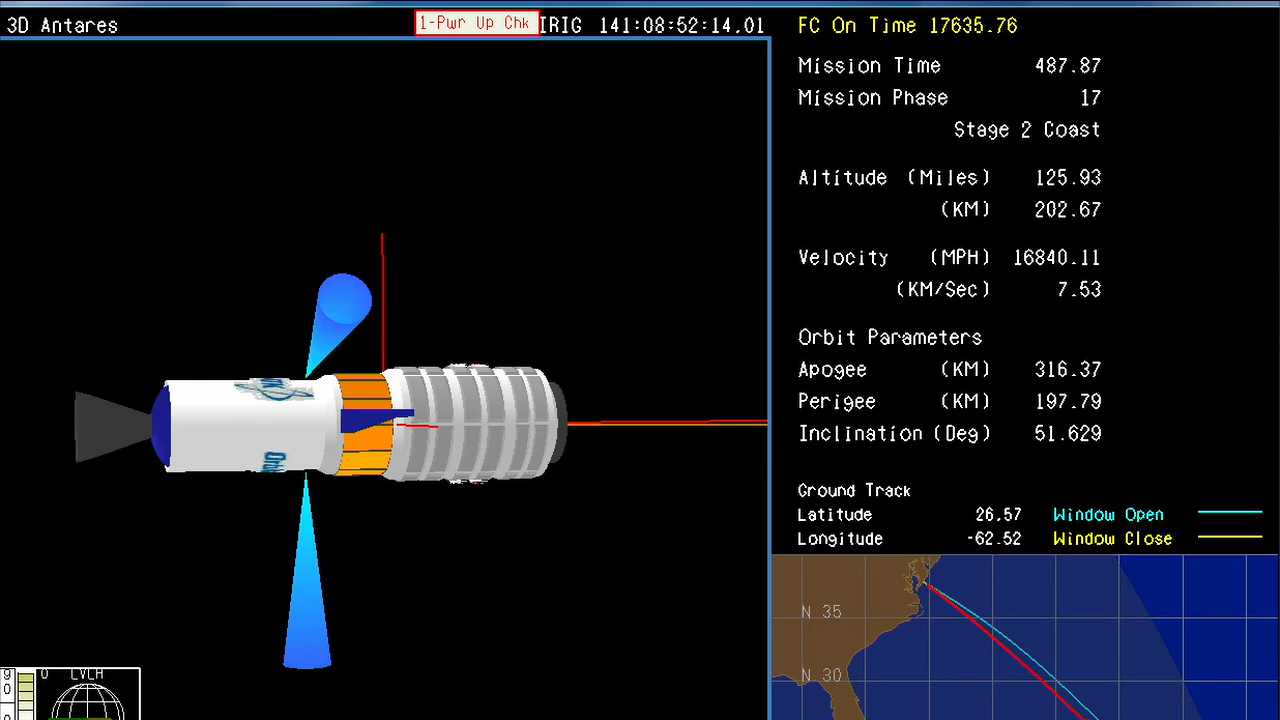 3D Antares
1-Pwr Up Chk
IRIG 141:08:52:14.01
FC On Time 17635.76
Mission Time 487.87
Mission Phase 17
Stage 2 Coast
Altitude (Miles) 125.93
(KM) 202.67
Velocity (MPH) 16840.11
(KM/Sec) 7.53
Orbit Parameters
Apogee (KM) 316.37
Perigee (KM) 197.79
Inclination (Deg) 51.629
Ground Track
Latitude 26.57 Window Open
Longitude -62.52 Window Close
N 35
N 30
9
0
0 LVLH